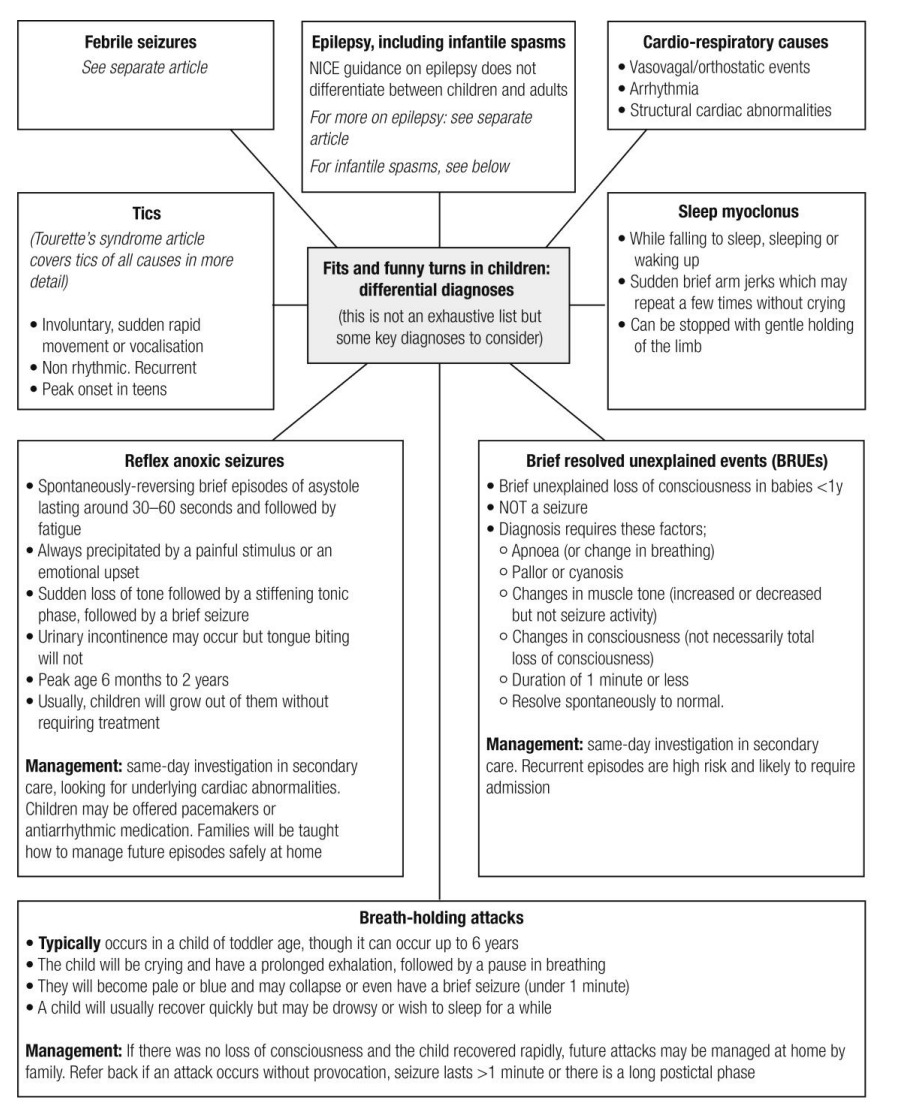 Febrile seizures
See separate article
Epilepsy, including infantile spasms
NICE guidance on epilepsy does not
differentiate between children and adults
For more on epilepsy: see separate
article
For infantile spasms, see below
Cardio-respiratory causes
• Vasovagal/orthostatic events
• Arrhythmia
• Structural cardiac abnormalities
Tics
(Tourette's syndrome article
covers tics of all causes in more
detail)
• Involuntary, sudden rapid
movement or vocalisation
• Non rhythmic. Recurrent
• Peak onset in teens
Fits and funny turns in children:
differential diagnoses
(this is not an exhaustive list but
some key diagnoses to consider)
Sleep myoclonus
• While falling to sleep, sleeping or
waking up
• Sudden brief arm jerks which may
repeat a few times without crying
• Can be stopped with gentle holding
of the limb
Reflex anoxic seizures
• Spontaneously-reversing brief episodes of asystole
lasting around 30–60 seconds and followed by
fatigue
• Always precipitated by a painful stimulus or an
emotional upset
• Sudden loss of tone followed by a stiffening tonic
phase, followed by a brief seizure
• Urinary incontinence may occur but tongue biting
will not
• Peak age 6 months to 2 years
• Usually, children will grow out of them without
requiring treatment
Management: same-day investigation in secondary
care, looking for underlying cardiac abnormalities.
Children may be offered pacemakers or
antiarrhythmic medication. Families will be taught
how to manage future episodes safely at home
Brief resolved unexplained events (BRUEs)
• Brief unexplained loss of consciousness in babies <1y
• NOT a seizure
• Diagnosis requires these factors;
○ Apnoea (or change in breathing)
○ Pallor or cyanosis
○ Changes in muscle tone (increased or decreased
but not seizure activity)
○ Changes in consciousness (not necessarily total
loss of consciousness)
○ Duration of 1 minute or less
○ Resolve spontaneously to normal.
Management: same-day investigation in secondary
care. Recurrent episodes are high risk and likely to require
admission
Breath-holding attacks
• Typically occurs in a child of toddler age, though it can occur up to 6 years
• The child will be crying and have a prolonged exhalation, followed by a pause in breathing
• They will become pale or blue and may collapse or even have a brief seizure (under 1 minute)
• A child will usually recover quickly but may be drowsy or wish to sleep for a while
Management: If there was no loss of consciousness and the child recovered rapidly, future attacks may be managed at home by
family. Refer back if an attack occurs without provocation, seizure lasts >1 minute or there is a long postictal phase